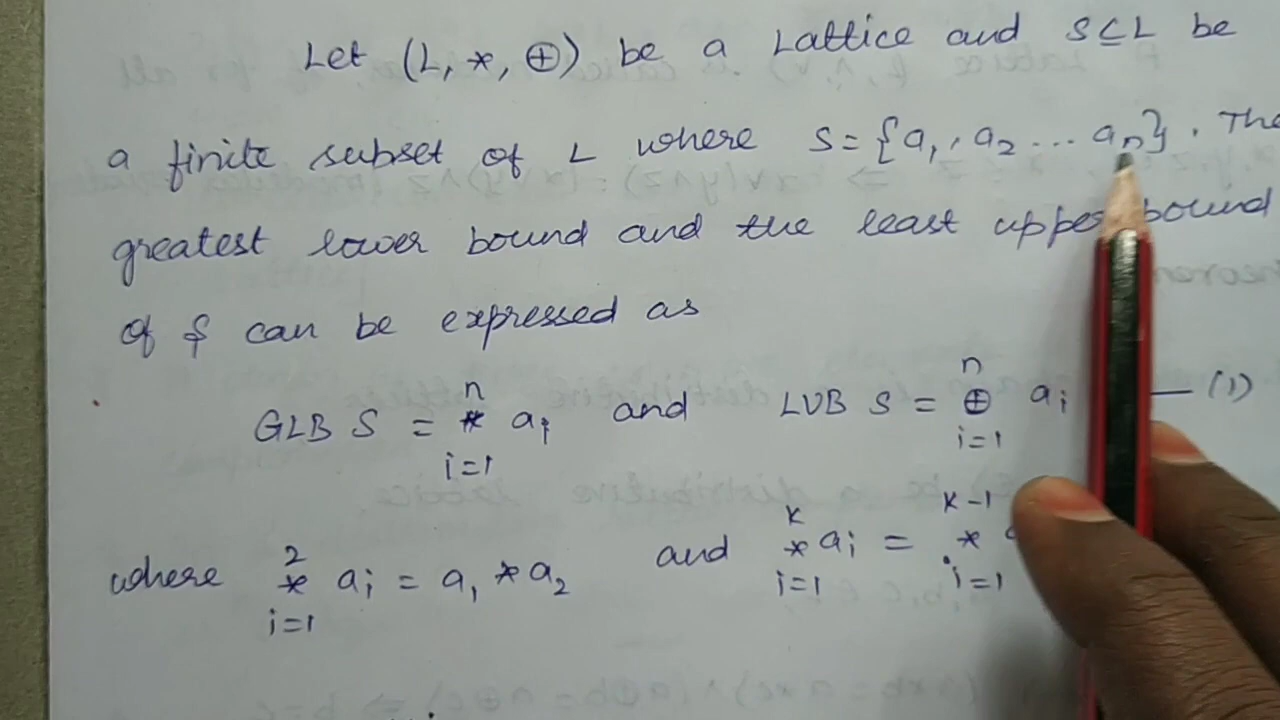 Let (L, *, ⊕) be a Lattice and S⊆L be
a finite subset of L where S = {a₁, a₂ ... aₙ}. The
greatest lower bound and the least upper bound
of S can be expressed as
n
GLB S = * aᵢ and LUB S = ⊕ aᵢ — (1)
i=1 i=1
2 k k-1
where * aᵢ = a₁ * a₂ and * aᵢ = *
i=1 i=1 i=1